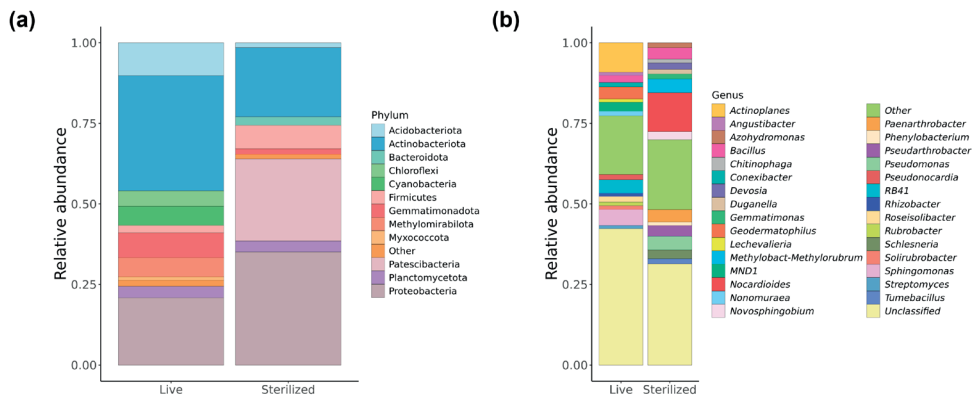 (a)
Relative abundance
1.00
0.75
0.50
0.25
0.00
Live
Sterilized
Phylum
Acidobacteriota
Actinobacteriota
Bacteroidota
Chloroflexi
Cyanobacteria
Firmicutes
Gemmatimonadota
Methylomirabilota
Myxococcota
Other
Patescibacteria
Planctomycetota
Proteobacteria
(b)
Relative abundance
1.00
0.75
0.50
0.25
0.00
Live
Sterilized
Genus
Actinoplanes
Angustibacter
Azohydromonas
Bacillus
Chitinophaga
Conexibacter
Devosia
Duganella
Gemmatimonas
Geodermatophilus
Lechevalieria
Methylobact-Methylorubrum
MND1
Nocardioides
Nonomuraea
Novosphingobium
Other
Paenarthrobacter
Phenylobacterium
Pseudarthrobacter
Pseudomonas
Pseudonocardia
RB41
Rhizobacter
Roseisolibacter
Rubrobacter
Schlesneria
Solirubrobacter
Sphingomonas
Streptomyces
Tumebacillus
Unclassified